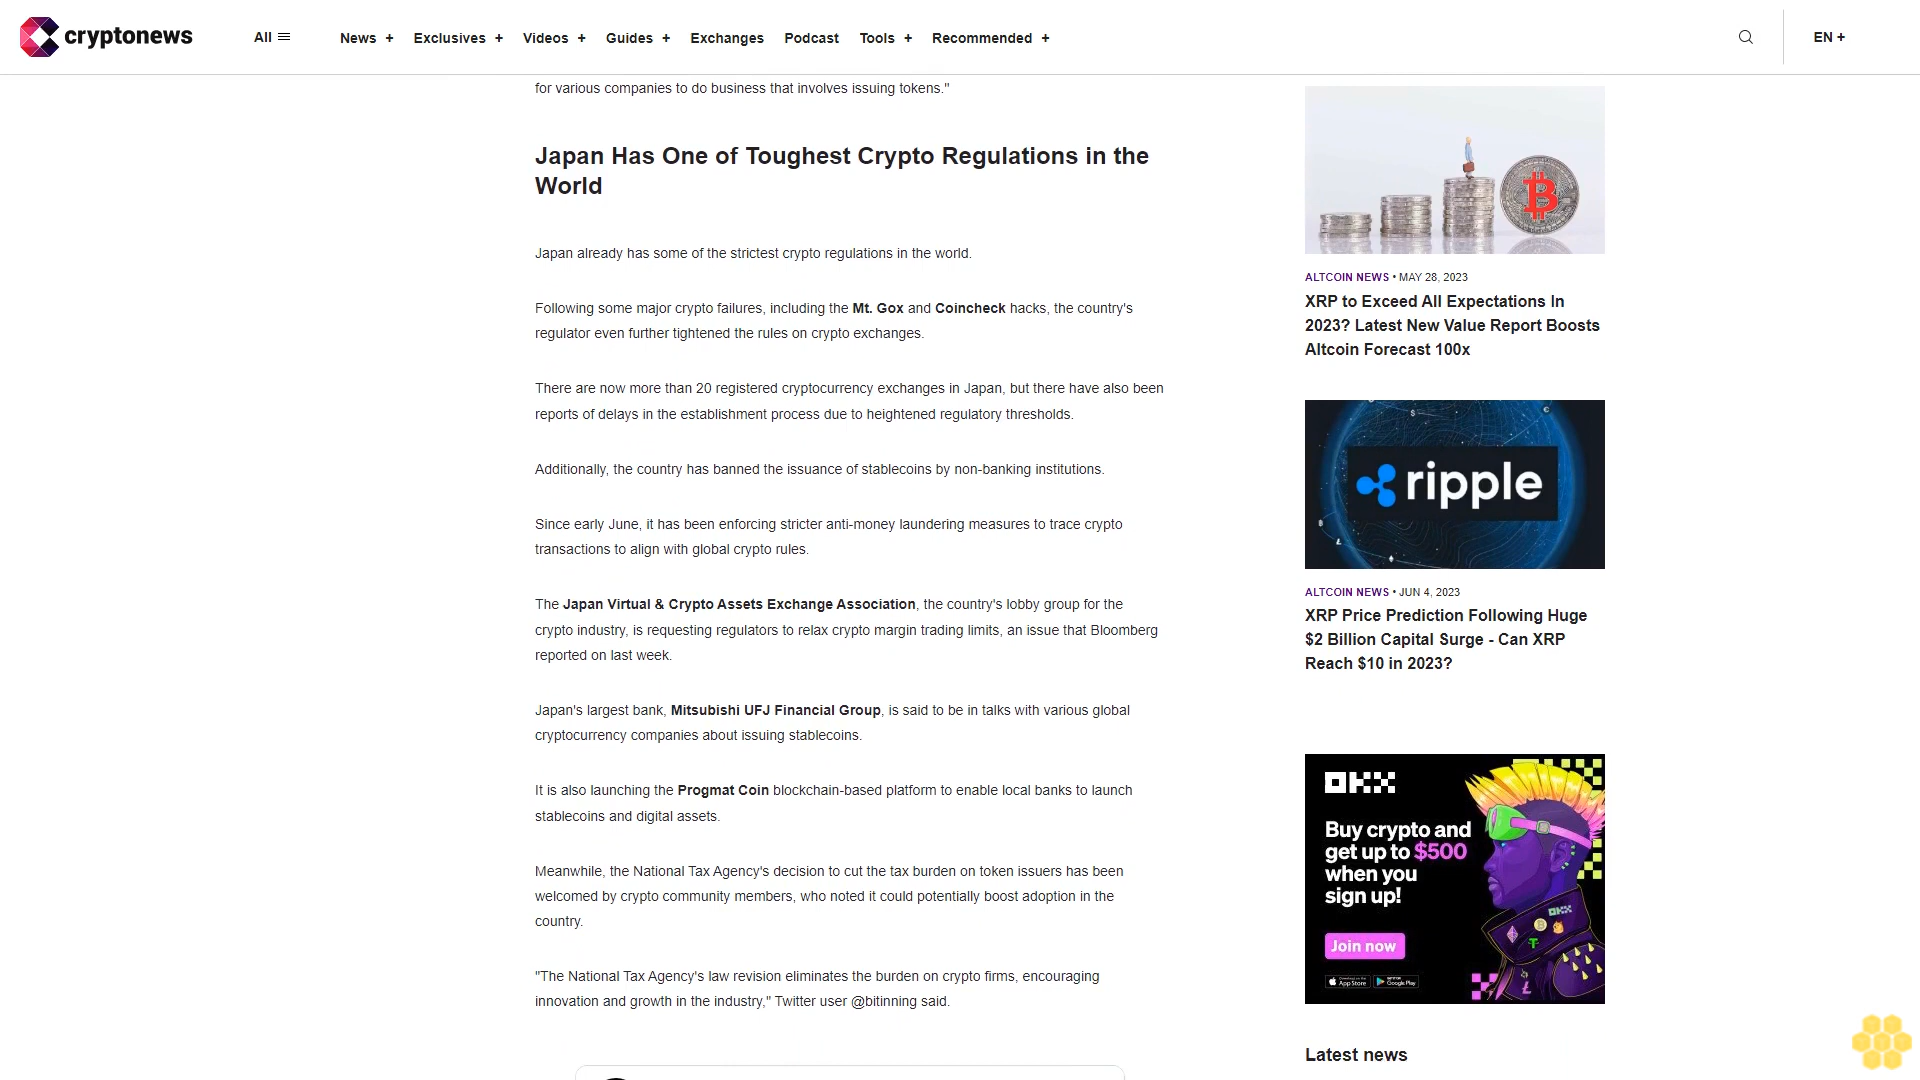 cryptonews
All
News +
Exclusives +
Videos +
Guides +
Exchanges
Podcast
Tools +
Recommended +
EN +
for various companies to do business that involves issuing tokens."
Japan Has One of Toughest Crypto Regulations in the
World
Japan already has some of the strictest crypto regulations in the world.
Following some major crypto failures, including the Mt. Gox and Coincheck hacks, the country's
regulator even further tightened the rules on crypto exchanges.
There are now more than 20 registered cryptocurrency exchanges in Japan, but there have also been
reports of delays in the establishment process due to heightened regulatory thresholds.
Additionally, the country has banned the issuance of stablecoins by non-banking institutions.
Since early June, it has been enforcing stricter anti-money laundering measures to trace crypto
transactions to align with global crypto rules.
The Japan Virtual & Crypto Assets Exchange Association, the country's lobby group for the
crypto industry, is requesting regulators to relax crypto margin trading limits, an issue that Bloomberg
reported on last week.
Japan's largest bank, Mitsubishi UFJ Financial Group, is said to be in talks with various global
cryptocurrency companies about issuing stablecoins.
It is also launching the Progmat Coin blockchain-based platform to enable local banks to launch
stablecoins and digital assets.
Meanwhile, the National Tax Agency's decision to cut the tax burden on token issuers has been
welcomed by crypto community members, who noted it could potentially boost adoption in the
country.
"The National Tax Agency's law revision eliminates the burden on crypto firms, encouraging
innovation and growth in the industry," Twitter user @bitinning said.
ALTCOIN NEWS • MAY 28, 2023
XRP to Exceed All Expectations In
2023? Latest New Value Report Boosts
Altcoin Forecast 100x
ripple
ALTCOIN NEWS • JUN 4, 2023
XRP Price Prediction Following Huge
$2 Billion Capital Surge - Can XRP
Reach $10 in 2023?
OKX
Buy crypto and
get up to $500
when you
sign up!
Join now
App Store
Google Play
OKX
Latest news